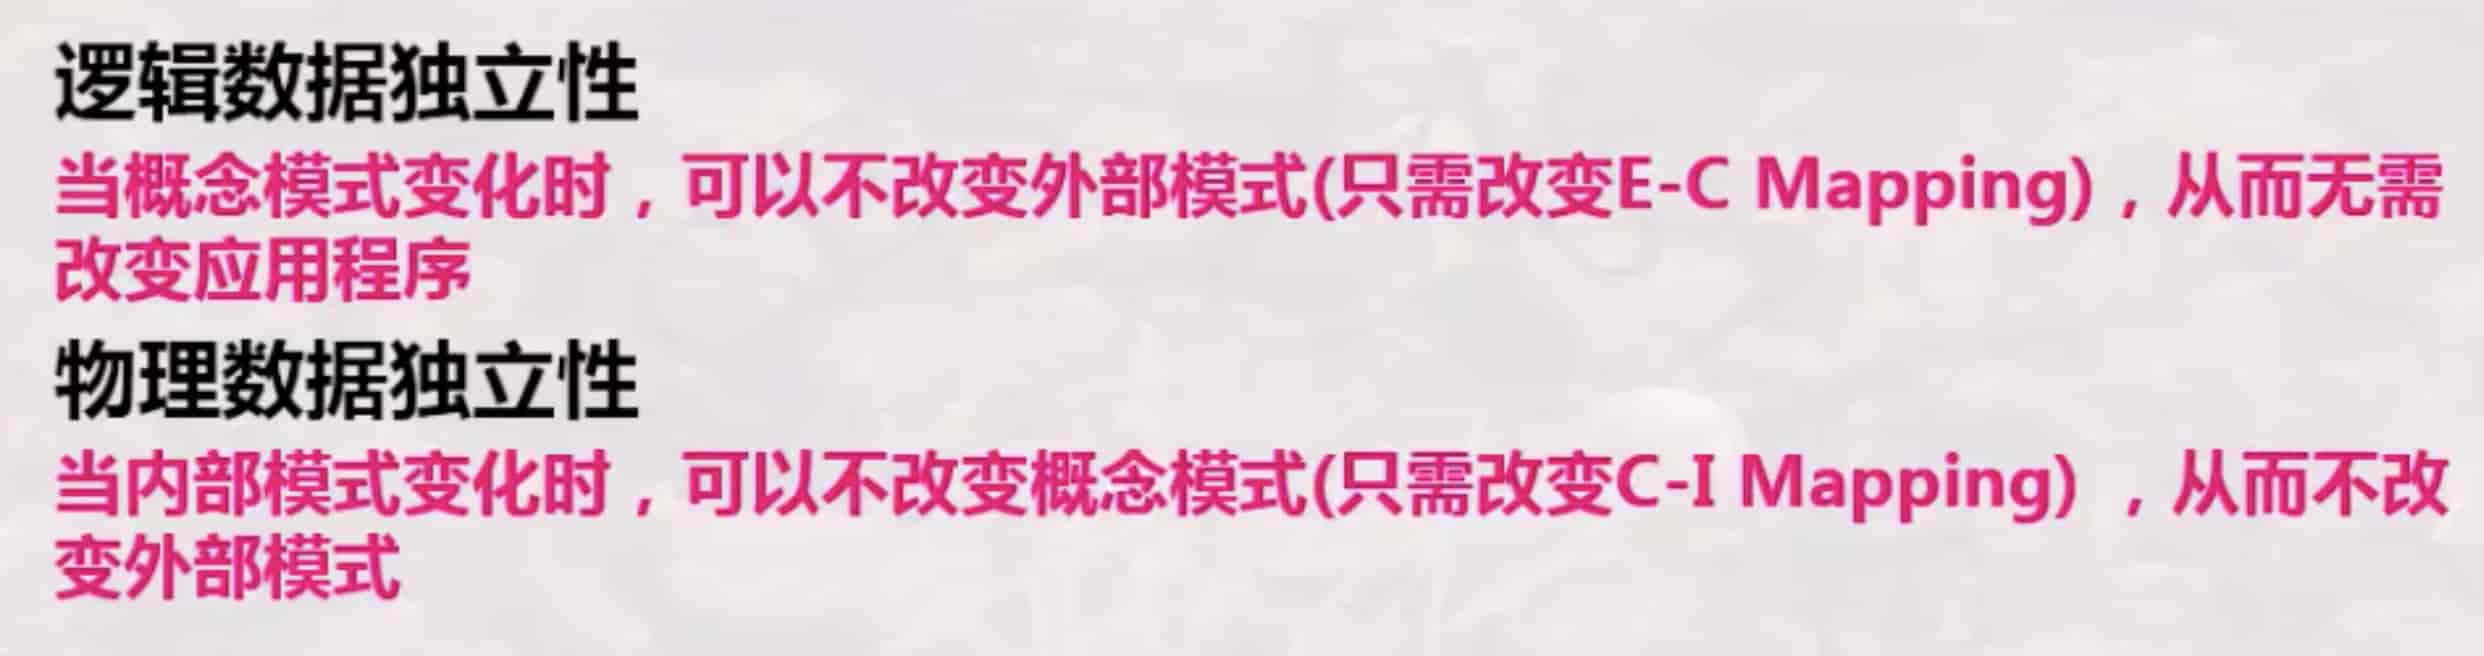 逻辑数据独立性
当概念模式变化时，可以不改变外部模式(只需改变E-C Mapping)，从而无需
改变应用程序
物理数据独立性
当内部模式变化时，可以不改变概念模式(只需改变C-I Mapping) ，从而不改
变外部模式